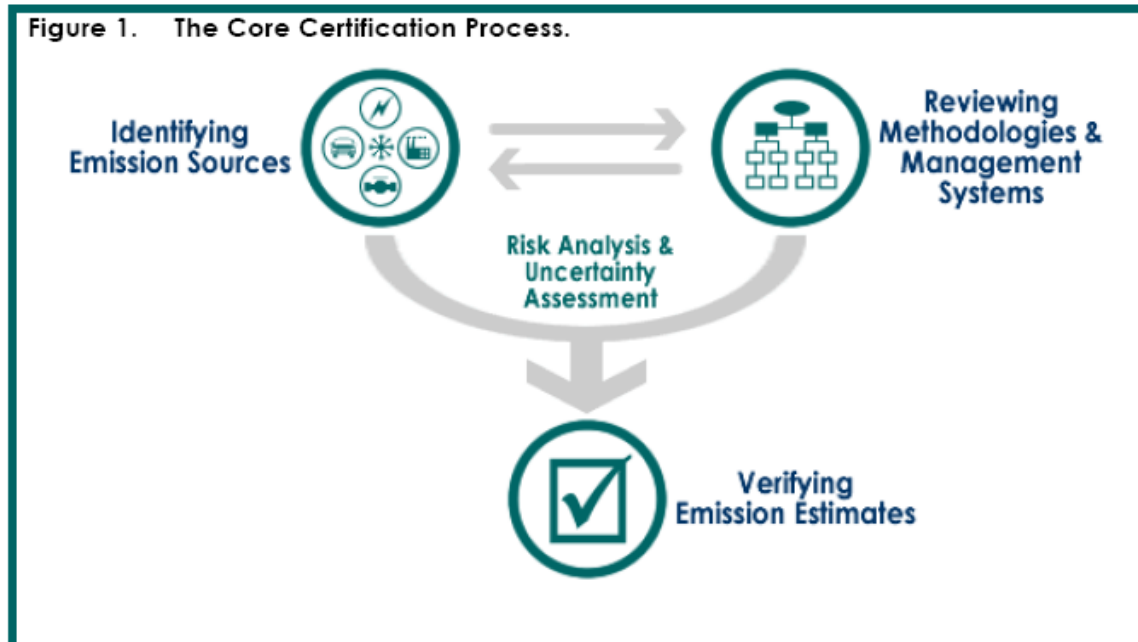 Figure 1. The Core Certification Process.
Identifying
Emission Sources
Reviewing
Methodologies &
Management
Systems
Risk Analysis &
Uncertainty
Assessment
Verifying
Emission Estimates